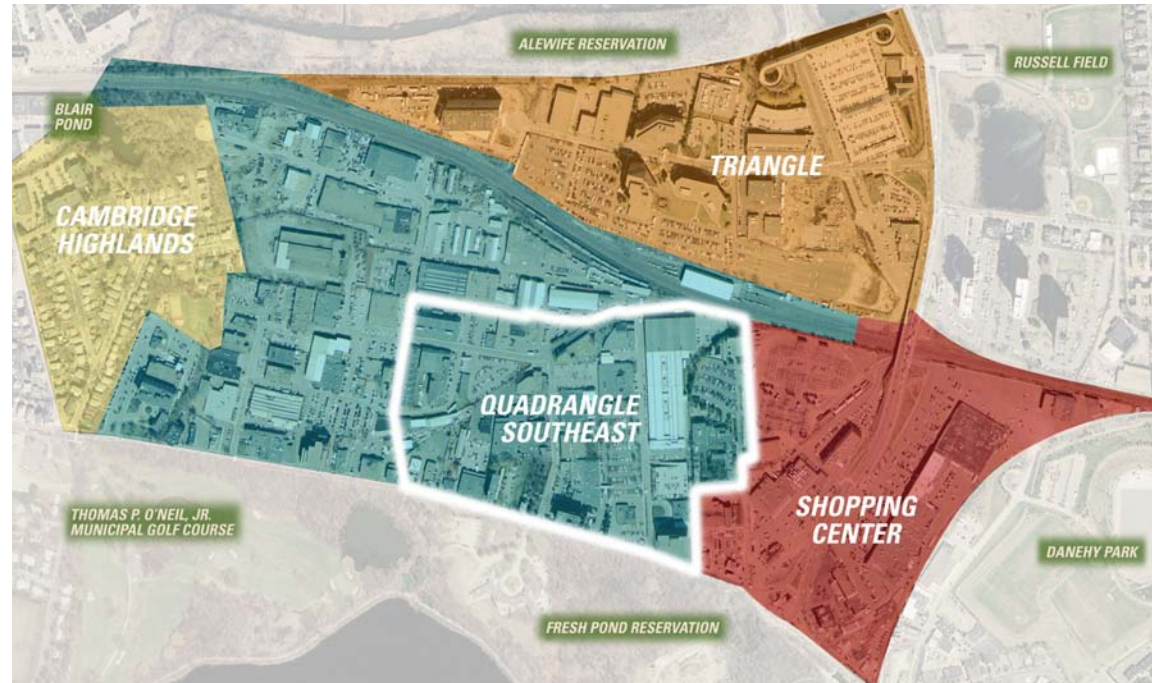 ALEWIFE RESERVATION
RUSSELL FIELD
BLAIR
POND
TRIANGLE
CAMBRIDGE
HIGHLANDS
QUADRANGLE
SOUTHEAST
SHOPPING
CENTER
THOMAS P. O'NEIL, JR.
MUNICIPAL GOLF COURSE
DANEHY PARK
FRESH POND RESERVATION